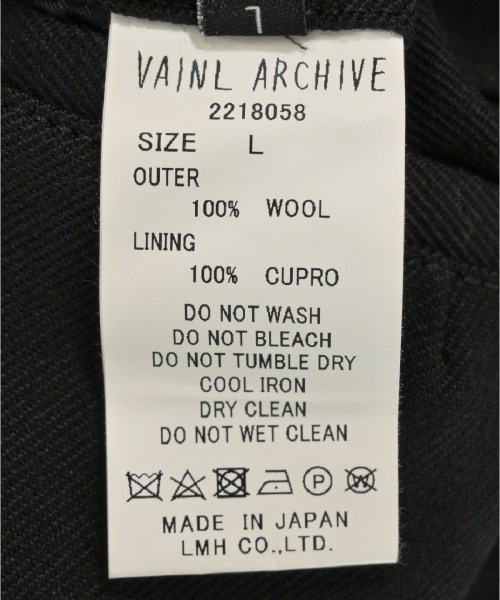 L
VAINL ARCHIVE
2218058
SIZE L
OUTER
100% WOOL
LINING
100% CUPRO
DO NOT WASH
DO NOT BLEACH
DO NOT TUMBLE DRY
COOL IRON
DRY CLEAN
DO NOT WET CLEAN
P W
MADE IN JAPAN
LMH CO.,LTD.